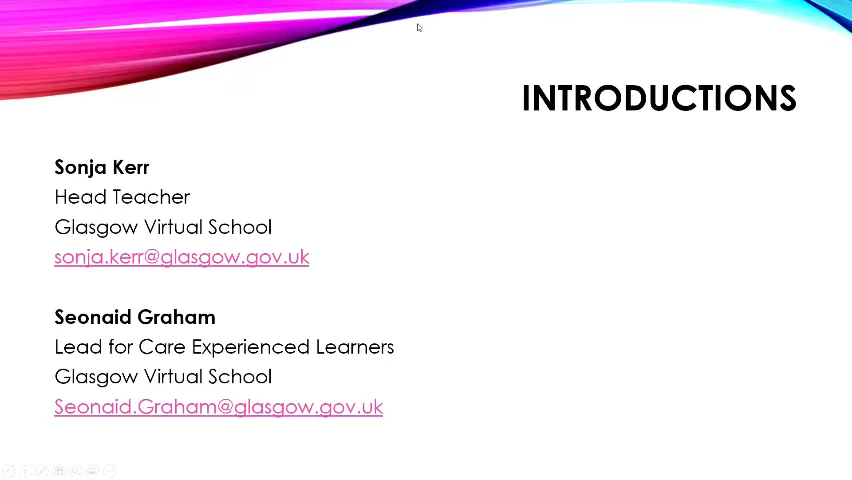 INTRODUCTIONS
Sonja Kerr
Head Teacher
Glasgow Virtual School
sonja.kerr@glasgow.gov.uk
Seonaid Graham
Lead for Care Experienced Learners
Glasgow Virtual School
Seonaid.Graham@glasgow.gov.uk